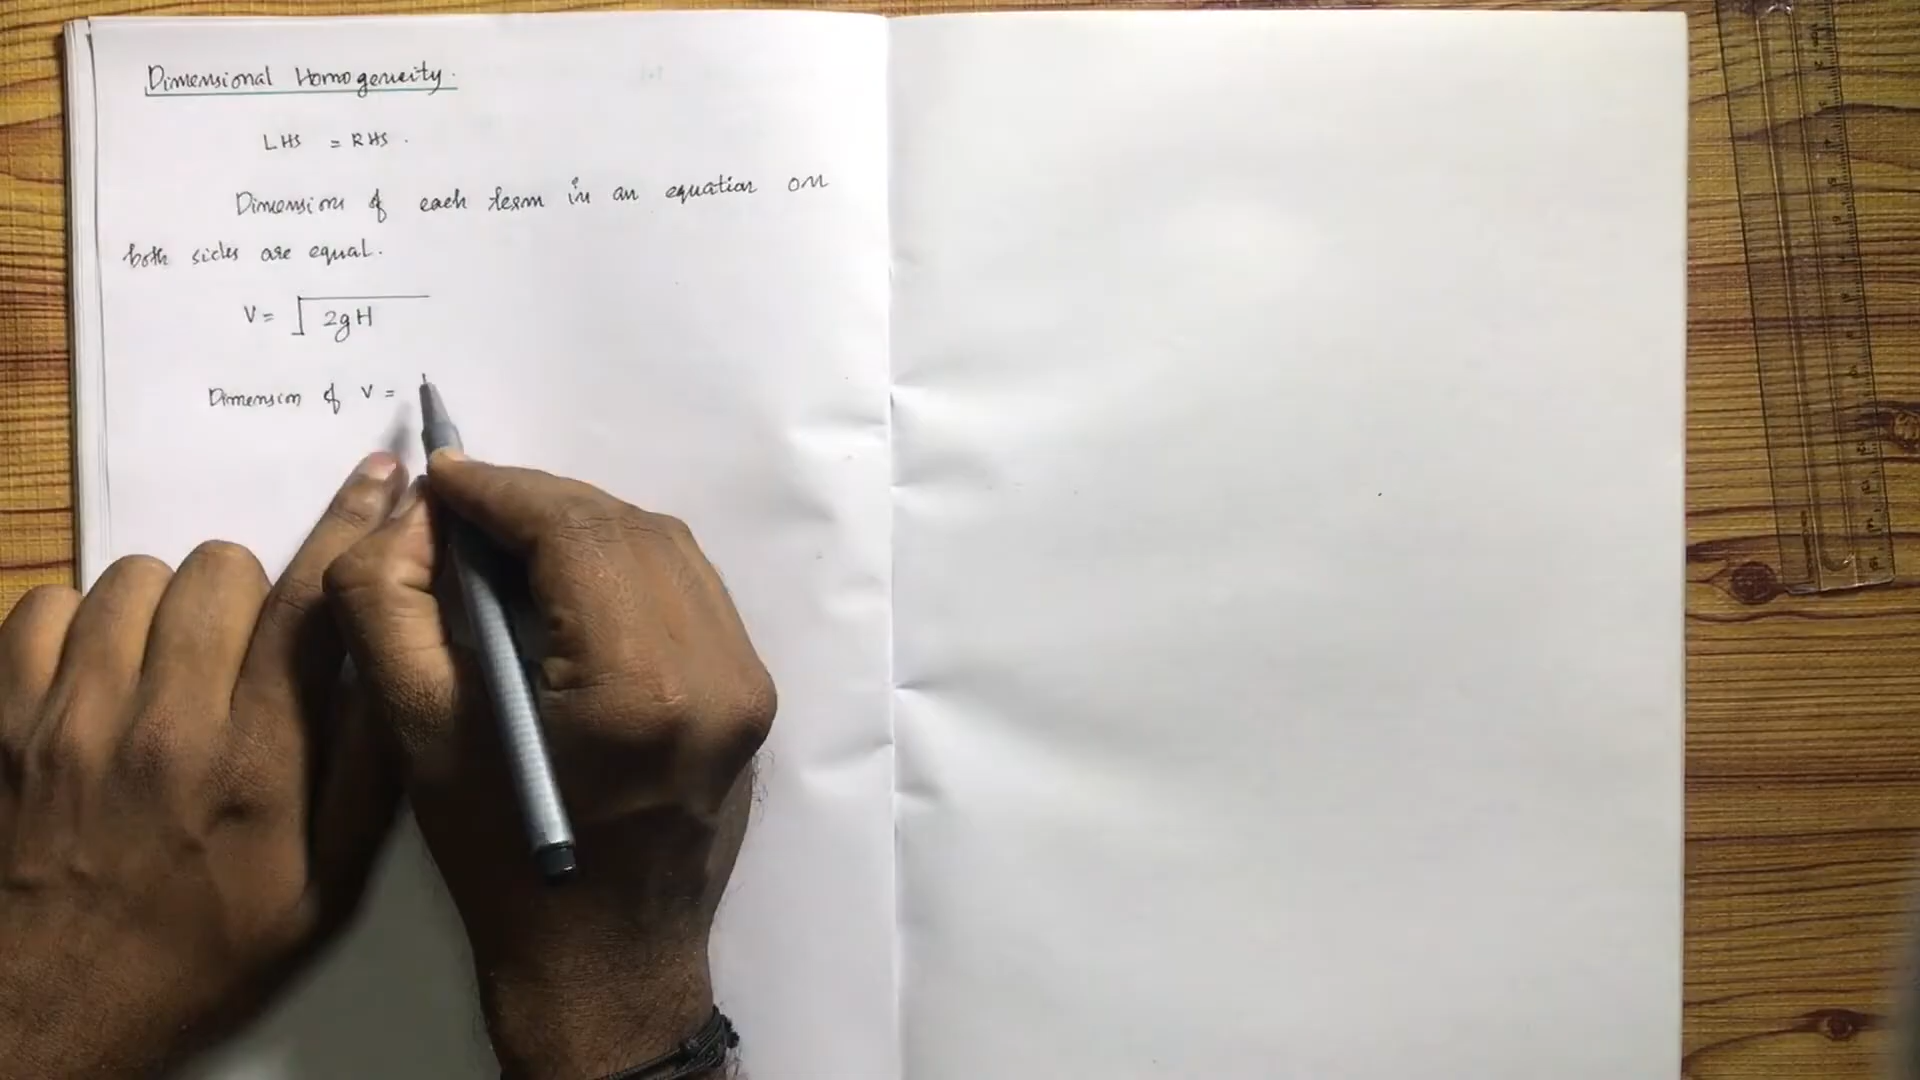 Dimensional Homogeneity.
LHS = RHS.
Dimensions of each term in an equation on
both sides are equal.
V = √2gH
Dimension of V =